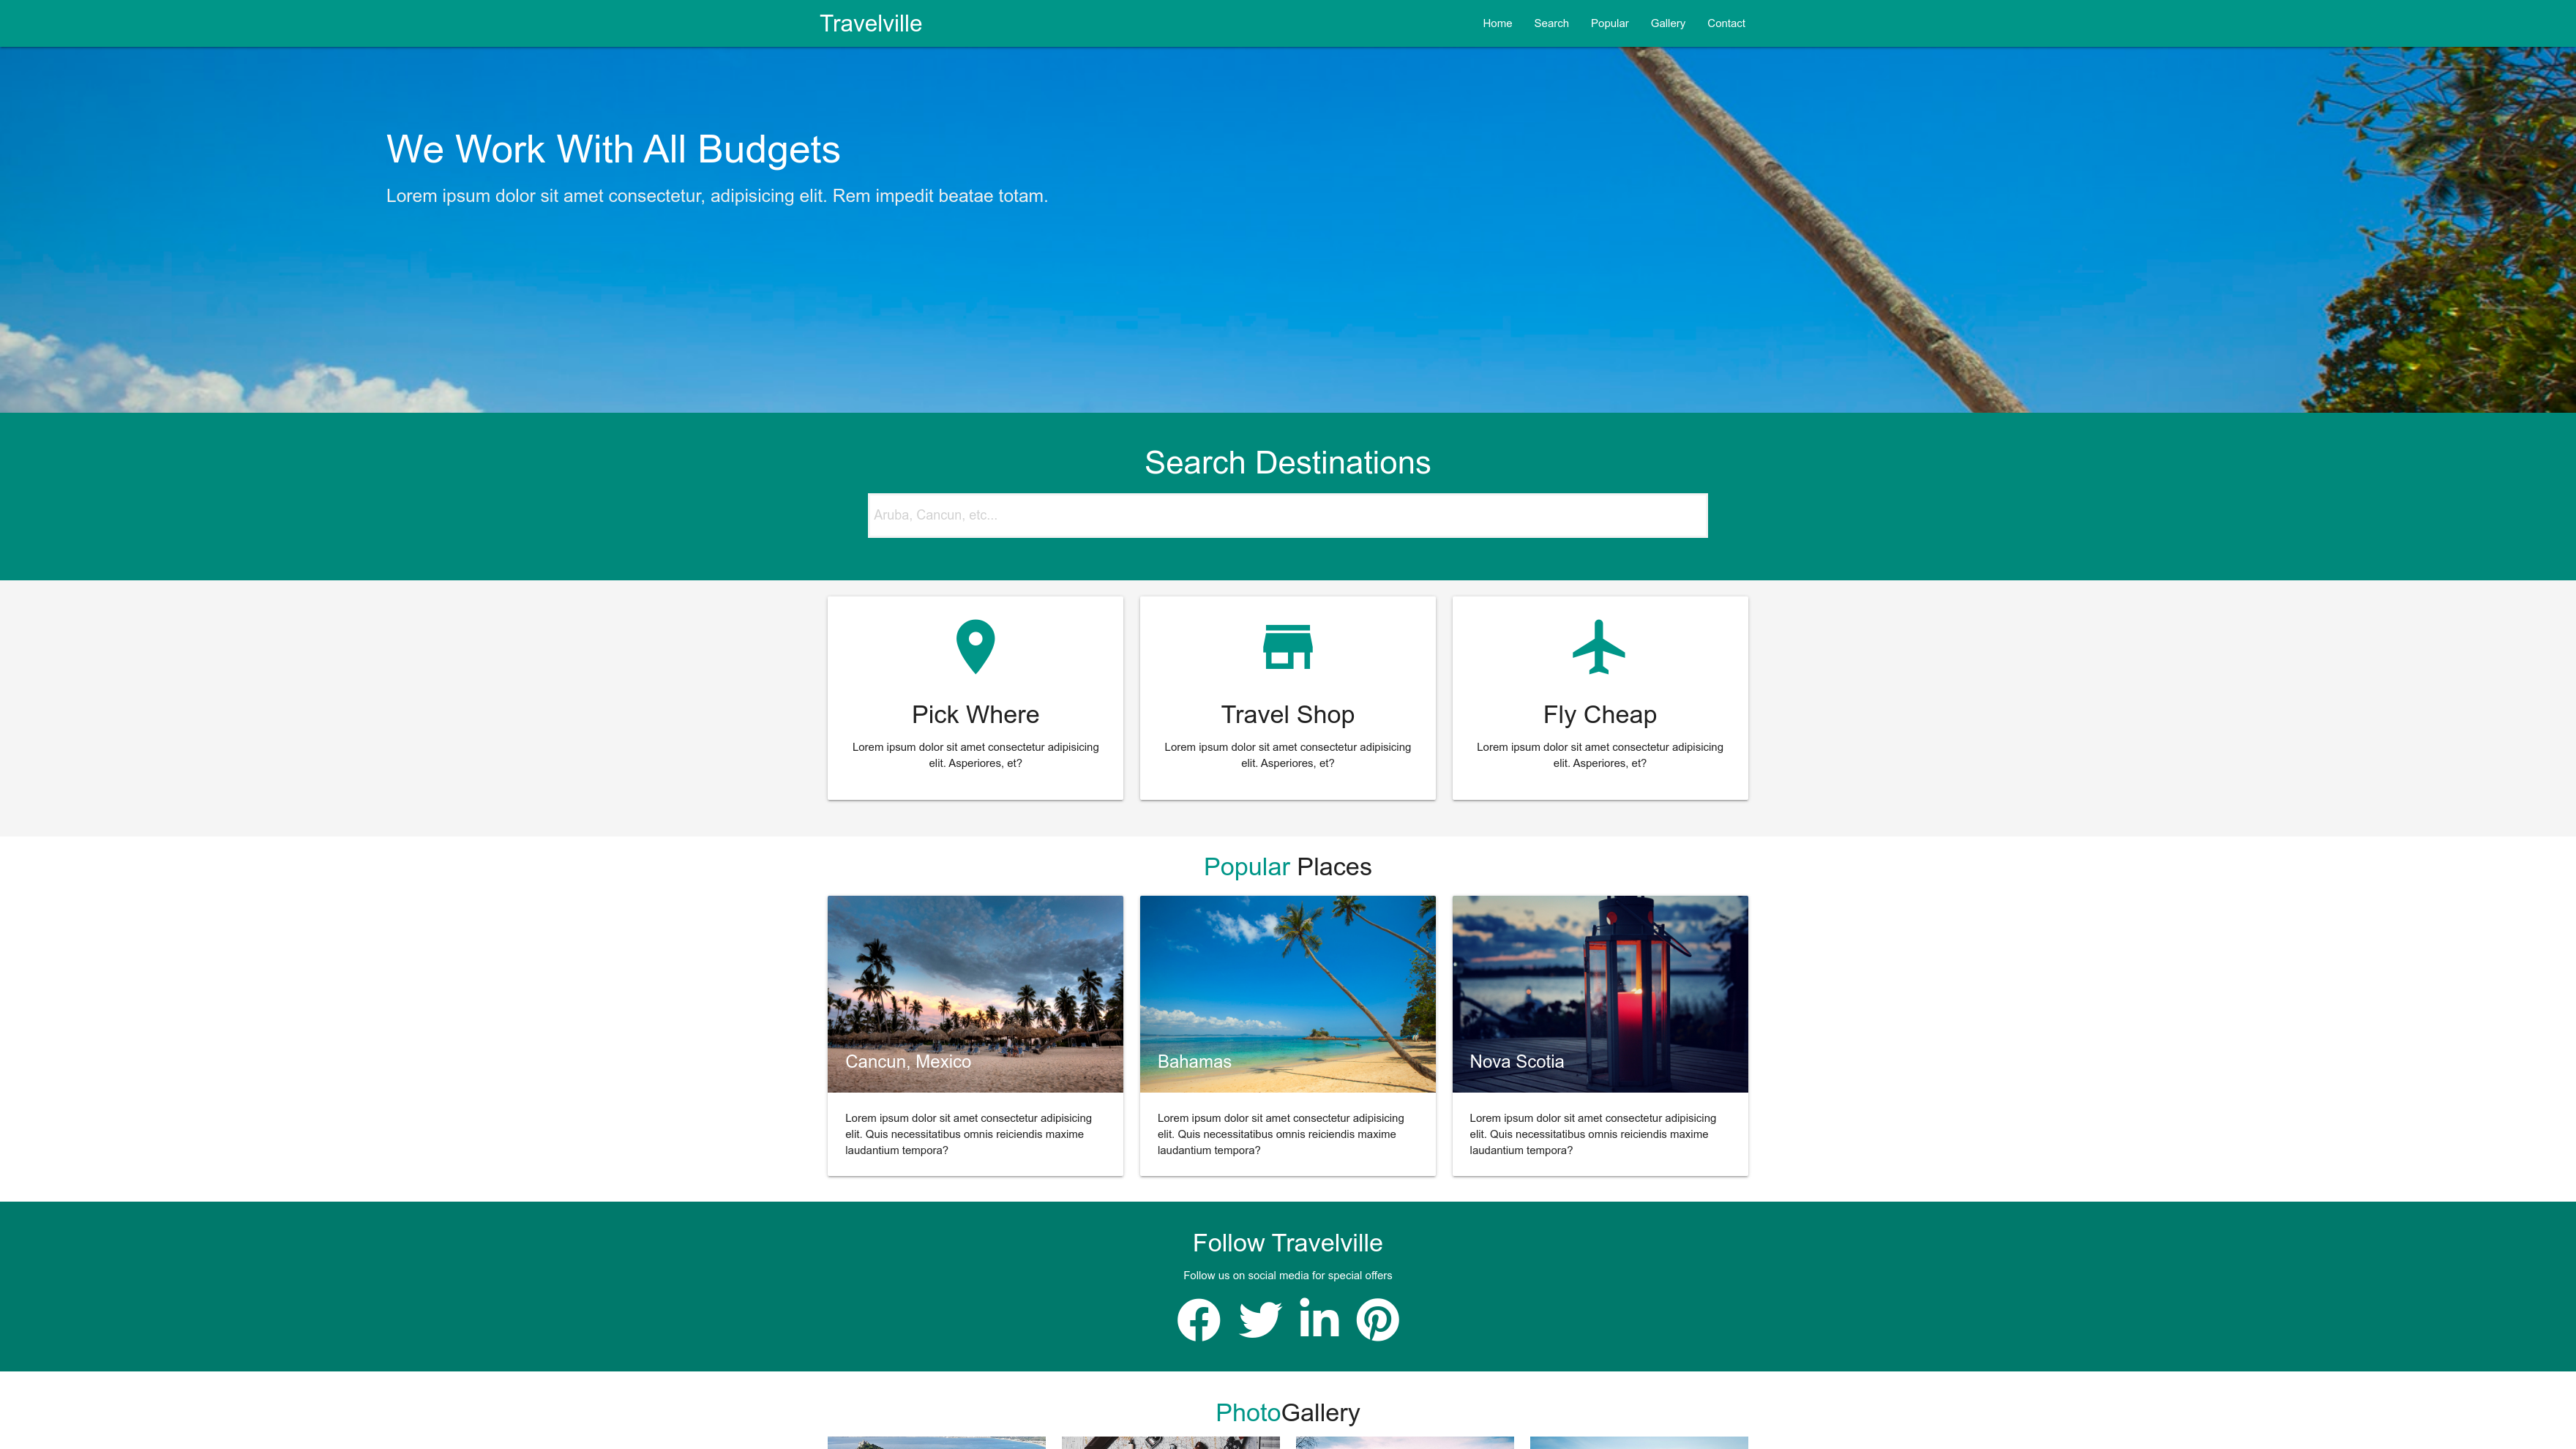 Travelville
Home Search Popular Gallery Contact
We Work With All Budgets
Lorem ipsum dolor sit amet consectetur, adipisicing elit. Rem impedit beatae totam.
Search Destinations
Aruba, Cancun, etc...
Pick Where
Lorem ipsum dolor sit amet consectetur adipisicing
elit. Asperiores, et?
Travel Shop
Lorem ipsum dolor sit amet consectetur adipisicing
elit. Asperiores, et?
Fly Cheap
Lorem ipsum dolor sit amet consectetur adipisicing
elit. Asperiores, et?
Popular Places
Cancun, Mexico
Lorem ipsum dolor sit amet consectetur adipisicing
elit. Quis necessitatibus omnis reiciendis maxime
laudantium tempora?
Bahamas
Lorem ipsum dolor sit amet consectetur adipisicing
elit. Quis necessitatibus omnis reiciendis maxime
laudantium tempora?
Nova Scotia
Lorem ipsum dolor sit amet consectetur adipisicing
elit. Quis necessitatibus omnis reiciendis maxime
laudantium tempora?
Follow Travelville
Follow us on social media for special offers
PhotoGallery